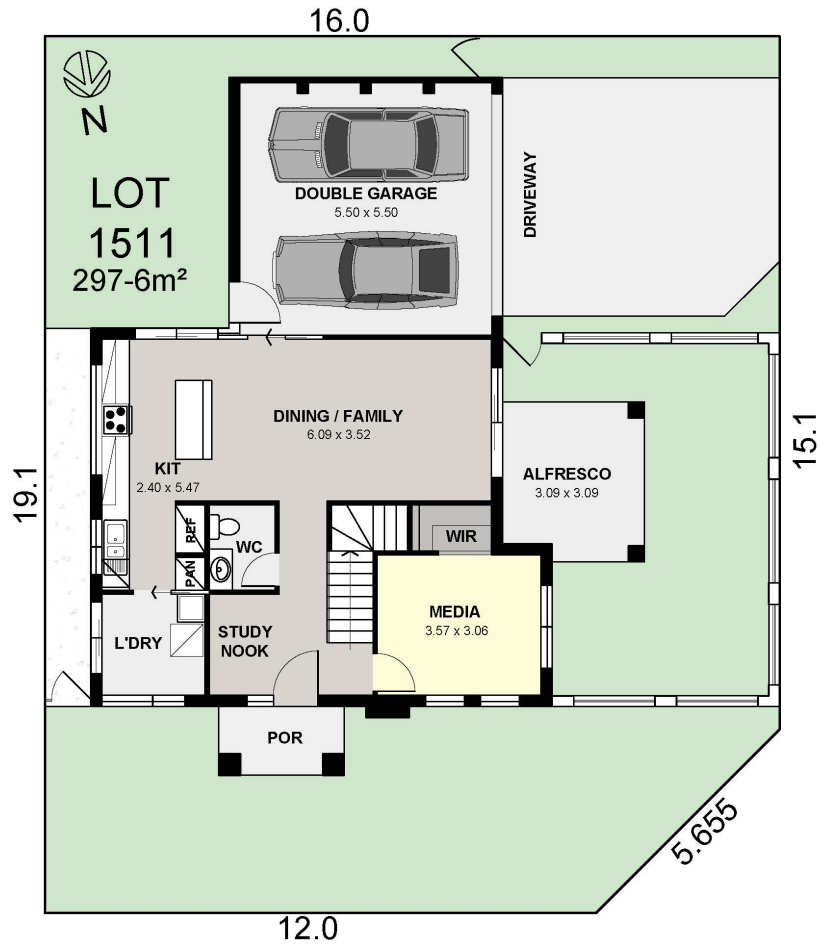 16.0
N
LOT
1511
297-6m²
DOUBLE GARAGE
5.50 x 5.50
DRIVEWAY
DINING / FAMILY
6.09 x 3.52
KIT
2.40 x 5.47
ALFRESCO
3.09 x 3.09
19.1
15.1
REF
WC
WIR
PAN
MEDIA
3.57 x 3.06
L'DRY
STUDY
NOOK
POR
5.655
12.0